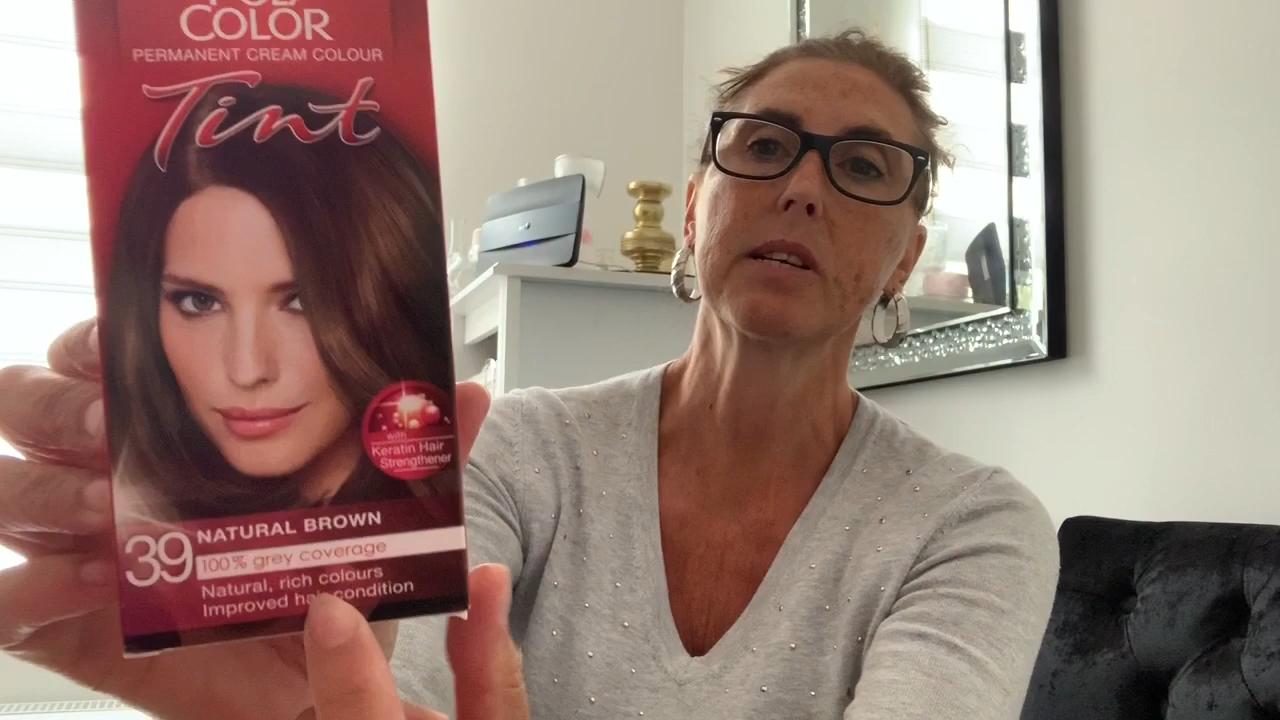 COLOR
PERMANENT CREAM COLOUR
Tint
with
Keratin Hair
Strengthener
39
NATURAL BROWN
100% grey coverage
Natural, rich colours
Improved hair condition